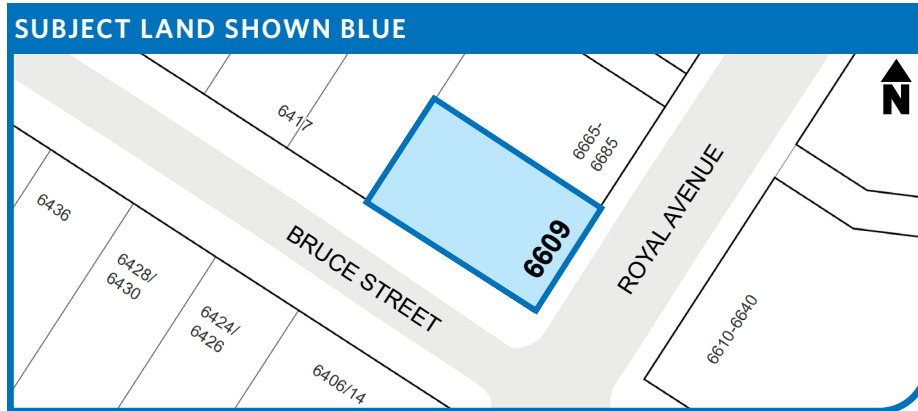 SUBJECT LAND SHOWN BLUE
N
6417
6665-
6685
6609
ROYAL AVENUE
BRUCE STREET
6436
6428/
6430
6424/
6426
6406/14
6610-6640